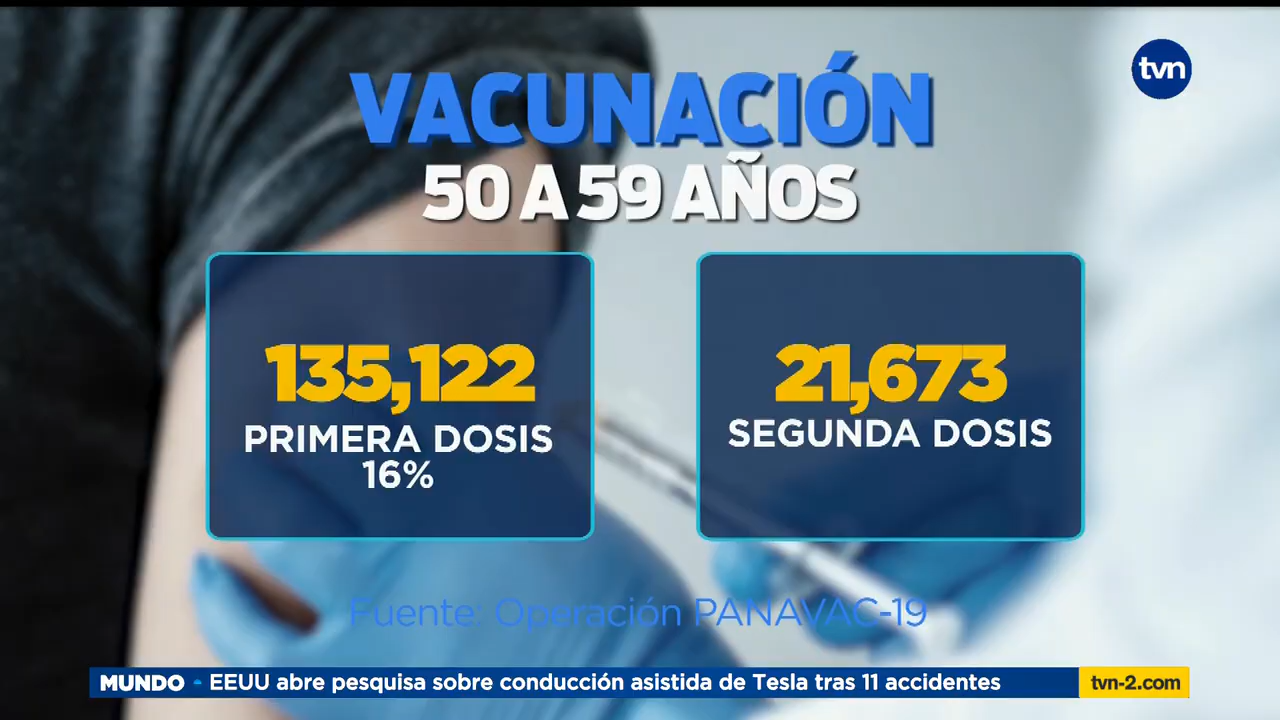 tvn
VACUNACIÓN
50 A 59 AÑOS
135,122
PRIMERA DOSIS
16%
21,673
SEGUNDA DOSIS
Fuente: Operación PANAVAC-19
MUNDO - EEUU abre pesquisa sobre conducción asistida de Tesla tras 11 accidentes
tvn-2.com